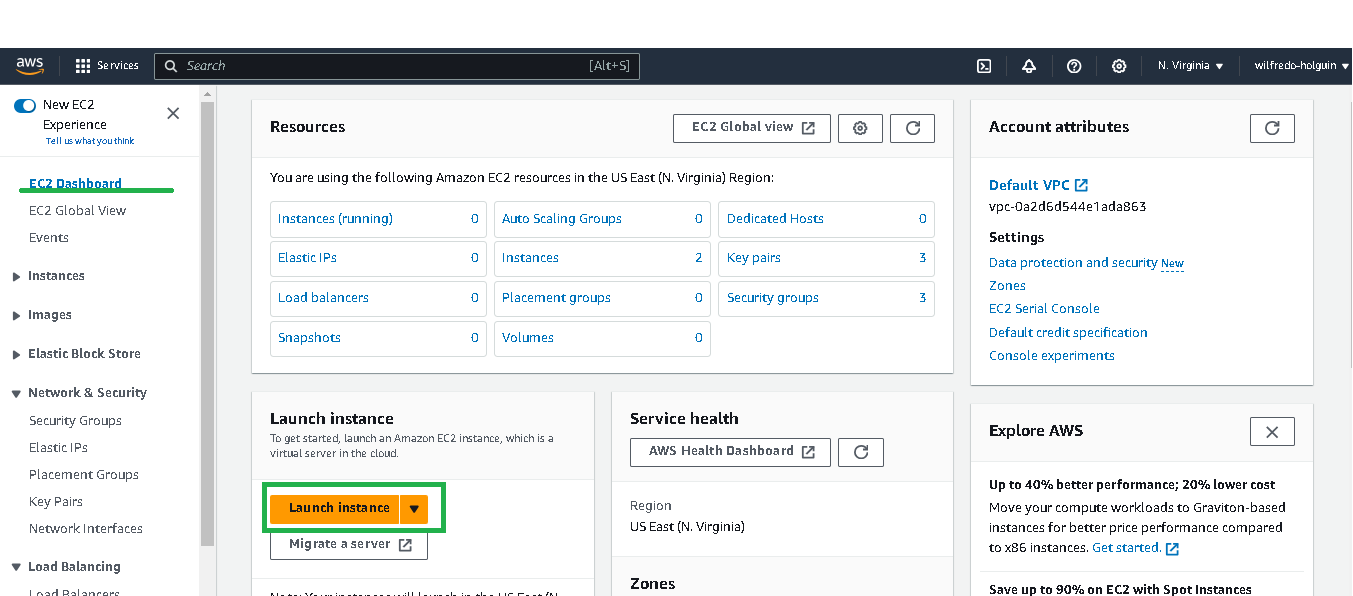 aws
Services
Search
[Alt+S]
N. Virginia
wilfredo-holguin
New EC2
Experience
Tell us what you think
EC2 Dashboard
EC2 Global View
Events
Instances
Images
Elastic Block Store
Network & Security
Security Groups
Elastic IPs
Placement Groups
Key Pairs
Network Interfaces
Load Balancing
Load Balancers
Resources
EC2 Global view
You are using the following Amazon EC2 resources in the US East (N. Virginia) Region:
Instances (running) 0
Auto Scaling Groups 0
Dedicated Hosts 0
Elastic IPs 0
Instances 2
Key pairs 3
Load balancers 0
Placement groups 0
Security groups 3
Snapshots 0
Volumes 0
Launch instance
To get started, launch an Amazon EC2 instance, which is a
virtual server in the cloud.
Launch instance
Migrate a server
Note: Your instances will launch in the US East (N.
Service health
AWS Health Dashboard
Region
US East (N. Virginia)
Zones
Account attributes
Default VPC
vpc-0a2d6d544e1ada863
Settings
Data protection and security New
Zones
EC2 Serial Console
Default credit specification
Console experiments
Explore AWS
Up to 40% better performance; 20% lower cost
Move your compute workloads to Graviton-based
instances for better price performance compared
to x86 instances. Get started.
Save up to 90% on EC2 with Spot Instances